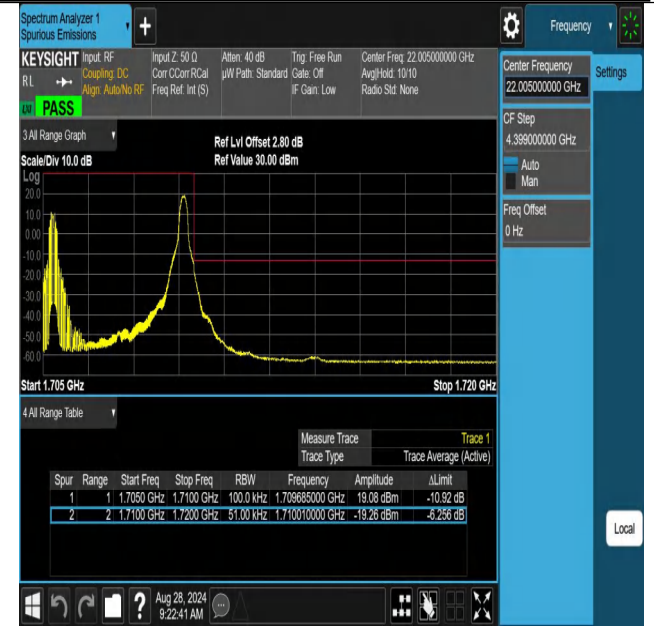 Spectrum Analyzer 1
Spurious Emissions
Frequency
KEYSIGHT Input: RF Input Z: 50 Ω Atten: 40 dB Trig: Free Run Center Freq: 22.005000000 GHz
RL Coupling: DC Corr CCorr RCal µW Path: Standard Gate: Off Avg|Hold: 10/10
Align: Auto/No RF Freq Ref: Int (S) IF Gain: Low Radio Std: None
PASS
Center Frequency
22.005000000 GHz
Settings
CF Step
4.399000000 GHz
Auto
Man
Freq Offset
0 Hz
3 All Range Graph
Ref Lvl Offset 2.80 dB
Scale/Div 10.0 dB Ref Value 30.00 dBm
Log
20.0
10.0
0.00
-10.0
-20.0
-30.0
-40.0
-50.0
-60.0
Start 1.705 GHz Stop 1.720 GHz
4 All Range Table
Measure Trace Trace 1
Trace Type Trace Average (Active)
Spur Range Start Freq Stop Freq RBW Frequency Amplitude ΔLimit
1 1 1.7050 GHz 1.7100 GHz 100.0 kHz 1.709685000 GHz 19.08 dBm -10.92 dB
2 2 1.7100 GHz 1.7200 GHz 51.00 kHz 1.710010000 GHz -19.26 dBm -6.256 dB
Local
Aug 28, 2024
9:22:41 AM